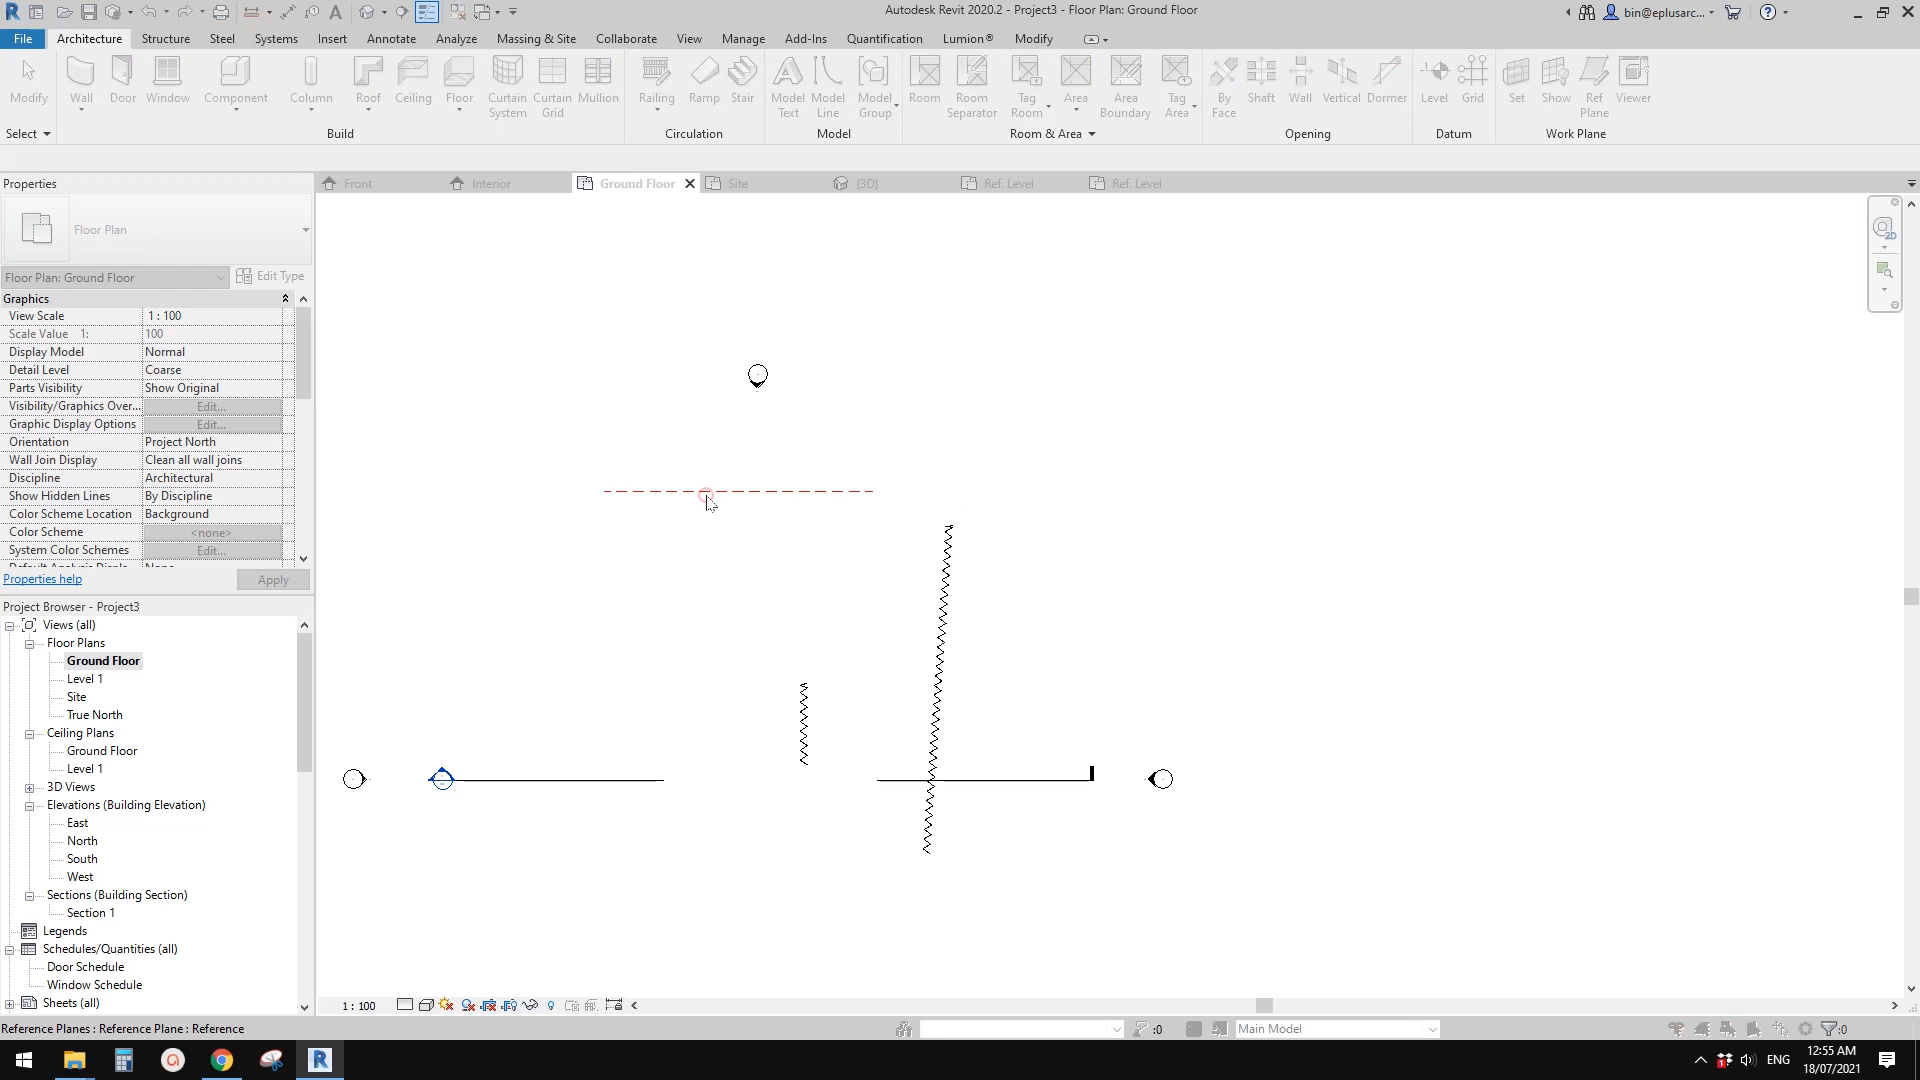 Autodesk Revit 2020.2 - Project3 - Floor Plan: Ground Floor
bin@eplusarc...
File Architecture Structure Steel Systems Insert Annotate Analyze Massing & Site Collaborate View Manage Add-Ins Quantification Lumion® Modify
Modify Wall Door Window Component Column Roof Ceiling Floor Curtain System Curtain Grid Mullion Railing Ramp Stair Model Text Model Line Model Group Room Room Separator Tag Room Area Area Boundary Tag Area By Face Shaft Wall Vertical Dormer Level Grid Set Show Ref Plane Viewer
Select Build Circulation Model Room & Area Opening Datum Work Plane
Properties
Front Interior Ground Floor Site {3D} Ref. Level Ref. Level
2D
Floor Plan
Floor Plan: Ground Floor Edit Type
Graphics
View Scale 1 : 100
Scale Value 1: 100
Display Model Normal
Detail Level Coarse
Parts Visibility Show Original
Visibility/Graphics Over... Edit...
Graphic Display Options Edit...
Orientation Project North
Wall Join Display Clean all wall joins
Discipline Architectural
Show Hidden Lines By Discipline
Color Scheme Location Background
Color Scheme <none>
System Color Schemes Edit...
Properties help Apply
Project Browser - Project3
Views (all)
Floor Plans
Ground Floor
Level 1
Site
True North
Ceiling Plans
Ground Floor
Level 1
3D Views
Elevations (Building Elevation)
East
North
South
West
Sections (Building Section)
Section 1
Legends
Schedules/Quantities (all)
Door Schedule
Window Schedule
Sheets (all)
1 : 100
Reference Planes : Reference Plane : Reference
:0 Main Model :0
ENG
12:55 AM
18/07/2021